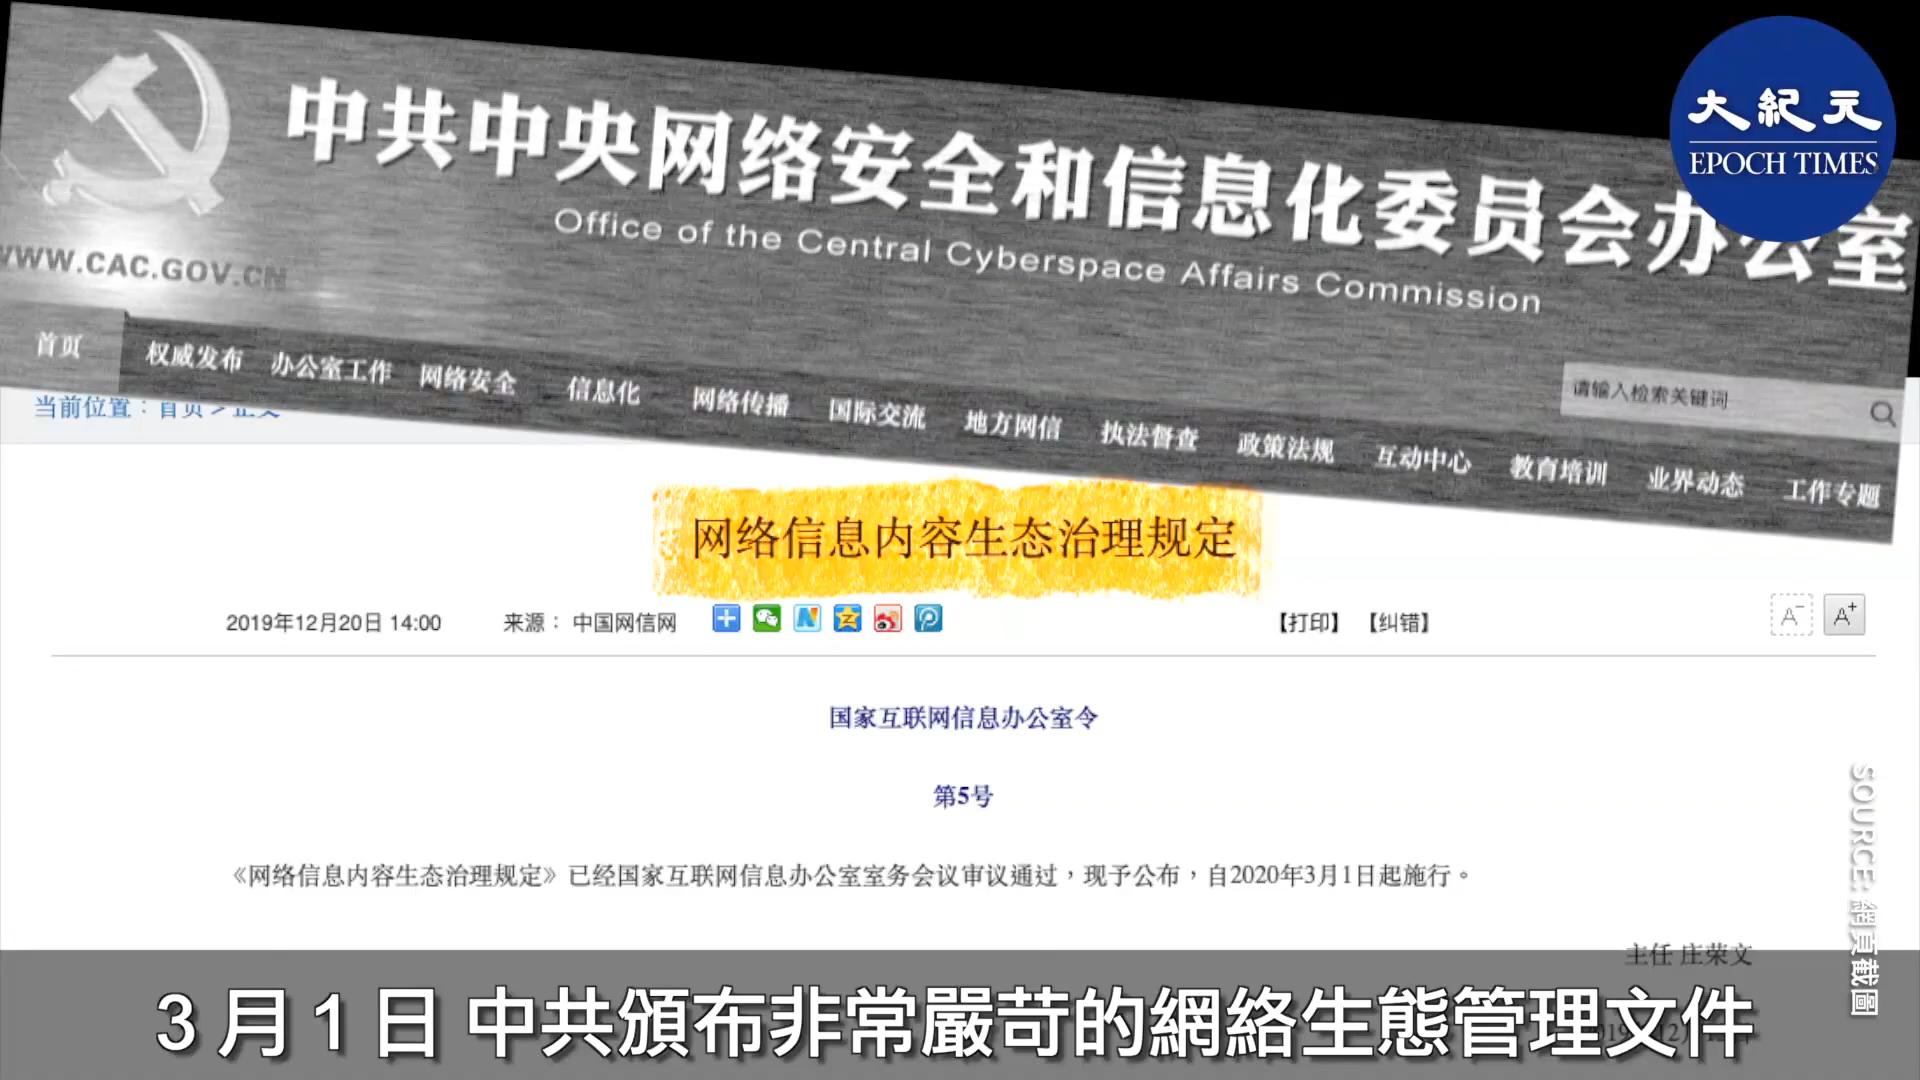 大紀元
EPOCH TIMES
中共中央网络安全和信息化委员会办公室
Office of the Central Cyberspace Affairs Commission
WWW.CAC.GOV.CN
首页 权威发布 办公室工作 网络安全 信息化 网络传播 国际交流 地方网信 执法督查 政策法规 互动中心 教育培训 业界动态 工作专题
请输入检索关键词
当前位置：首页 > 正文
网络信息内容生态治理规定
2019年12月20日 14:00 来源： 中国网信网 【打印】 【纠错】 A- A+
国家互联网信息办公室令
第5号
《网络信息内容生态治理规定》已经国家互联网信息办公室室务会议审议通过，现予公布，自2020年3月1日起施行。
主任 庄荣文
SOURCE:網頁截圖
3月1日 中共頒布非常嚴苛的網絡生態管理文件